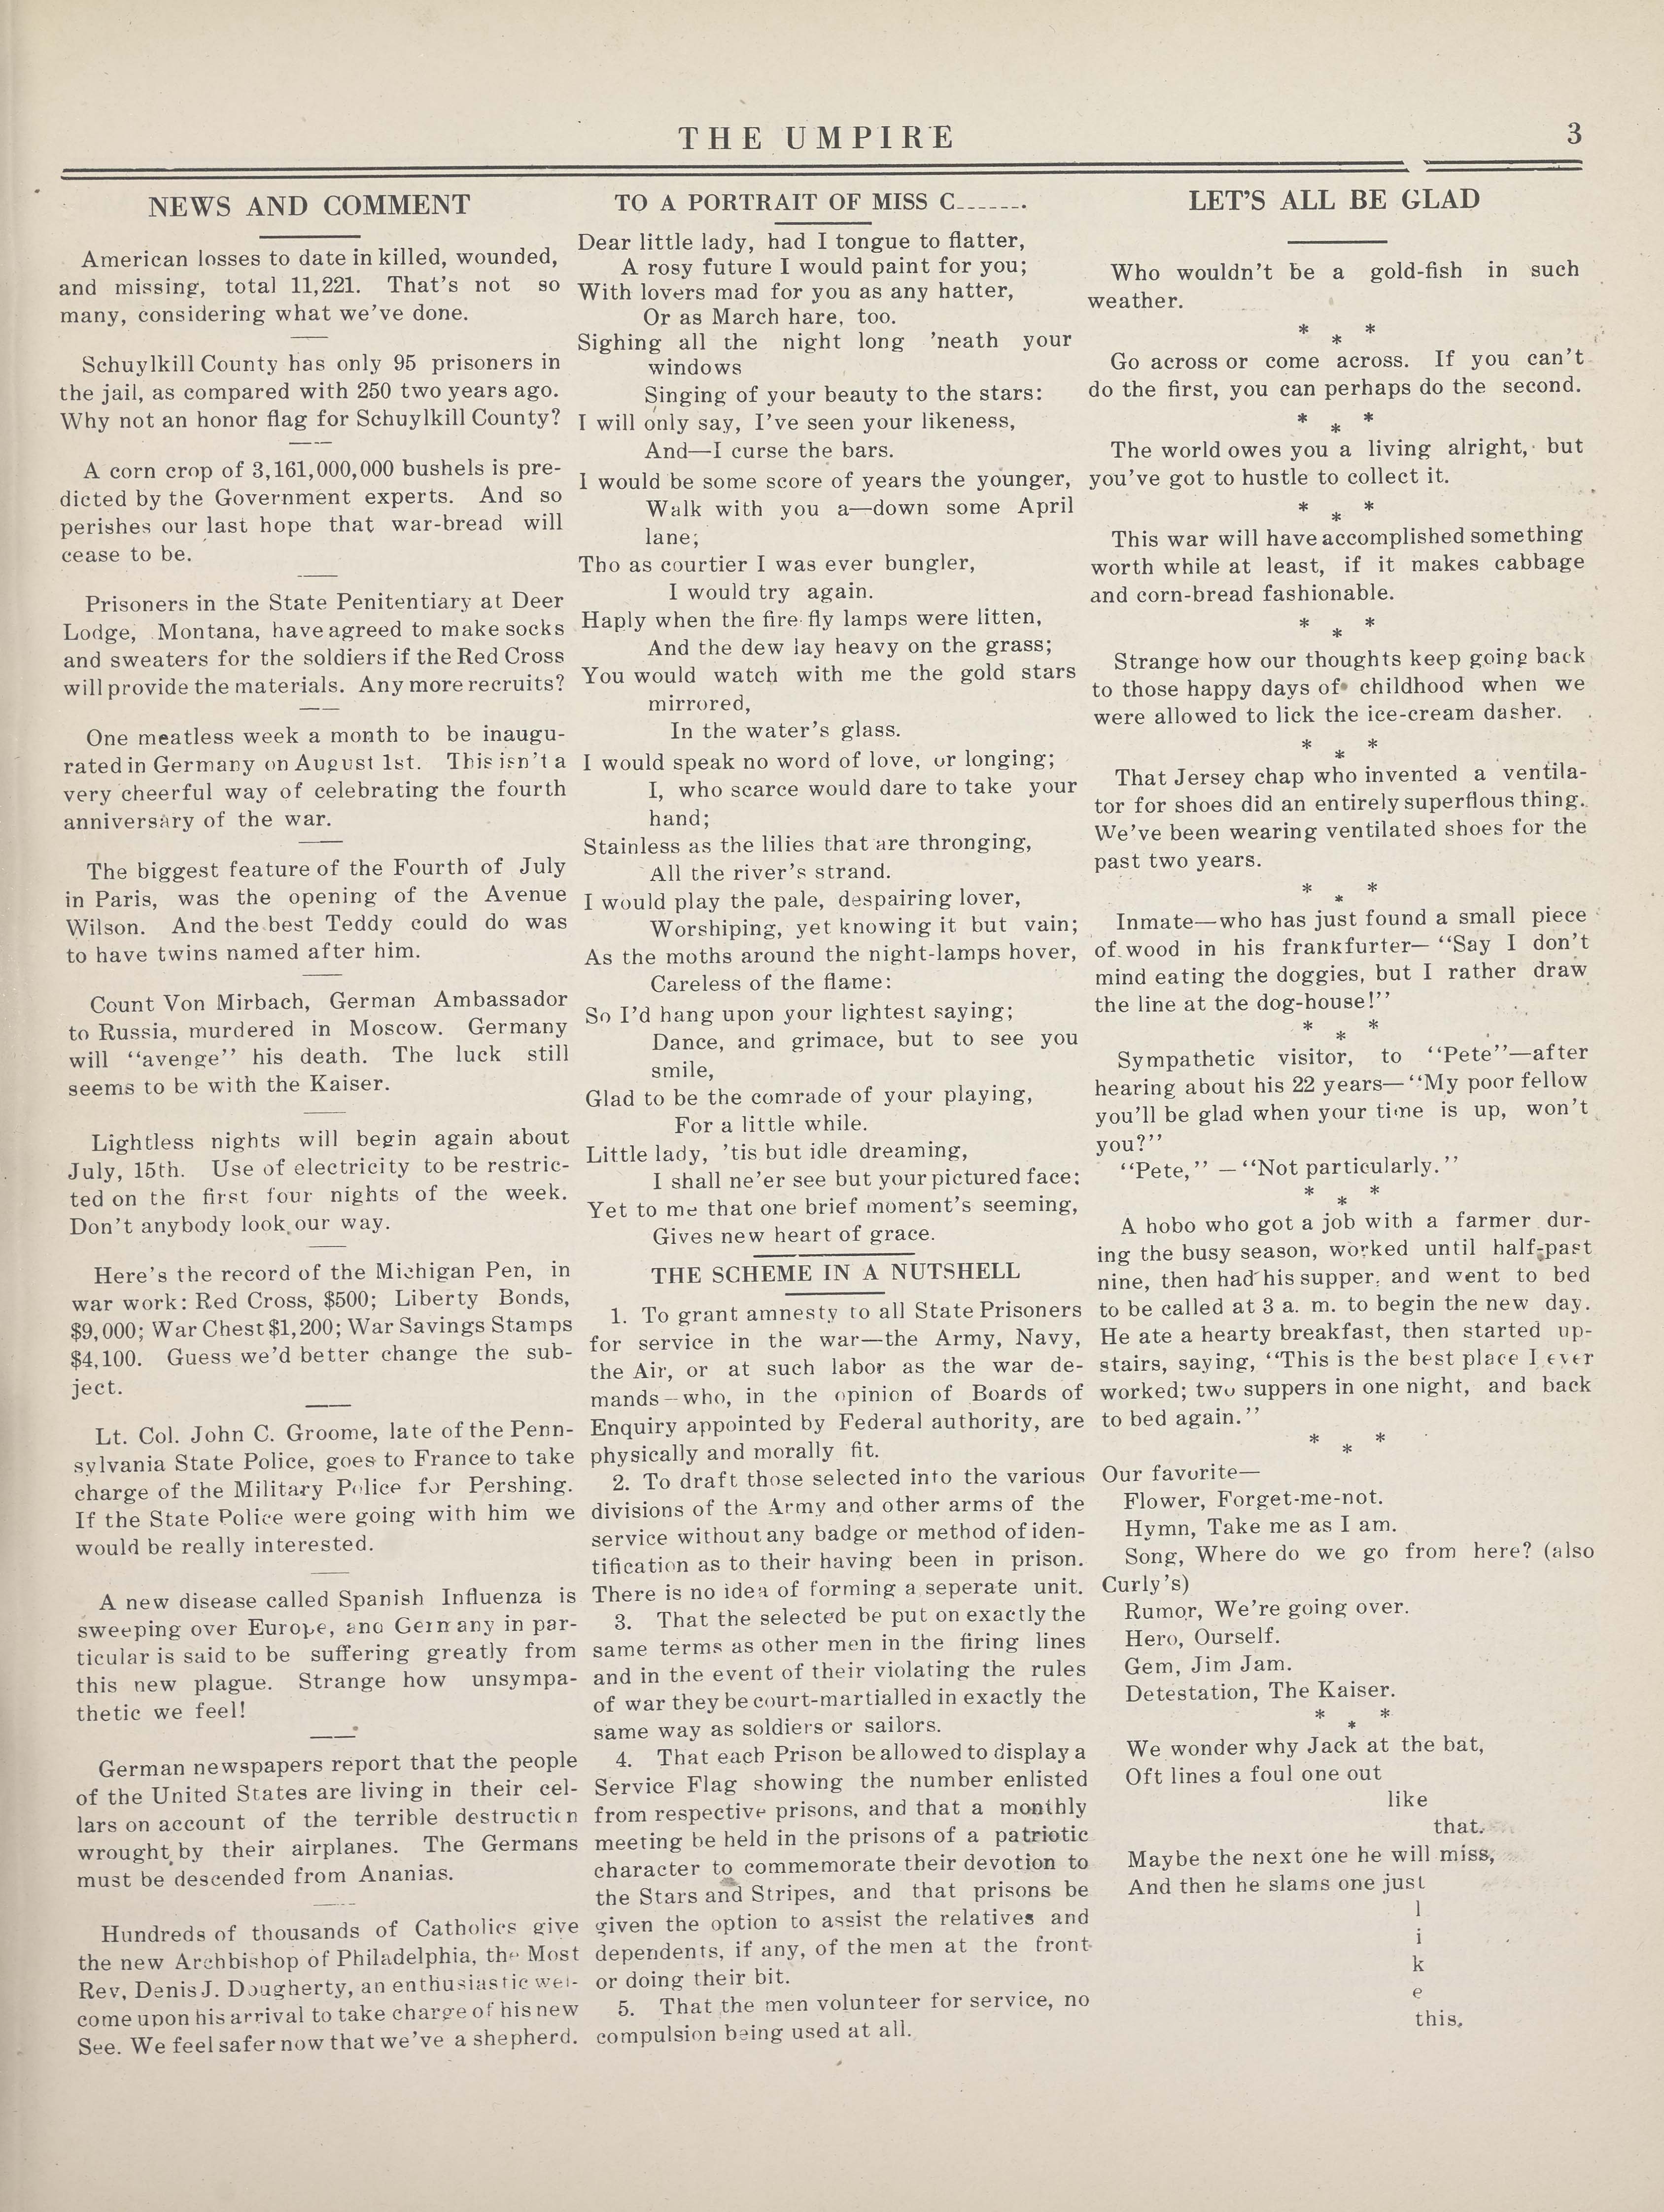 THE UMPIRE
3
NEWS AND COMMENT
American losses to date in killed, wounded,
and missing, total 11,221. That's not so
many, considering what we've done.
Schuylkill County has only 95 prisoners in
the jail, as compared with 250 two years ago.
Why not an honor flag for Schuylkill County?
A corn crop of 3,161,000,000 bushels is pre-
dicted by the Government experts. And so
perishes our last hope that war-bread will
cease to be.
Prisoners in the State Penitentiary at Deer
Lodge, Montana, have agreed to make socks
and sweaters for the soldiers if the Red Cross
will provide the materials. Any more recruits?
One meatless week a month to be inaugu-
rated in Germany on August 1st. This isn't a
very cheerful way of celebrating the fourth
anniversary of the war.
The biggest feature of the Fourth of July
in Paris, was the opening of the Avenue
Wilson. And the best Teddy could do was
to have twins named after him.
Count Von Mirbach, German Ambassador
to Russia, murdered in Moscow. Germany
will "avenge" his death. The luck still
seems to be with the Kaiser.
Lightless nights will begin again about
July, 15th. Use of electricity to be restric-
ted on the first four nights of the week.
Don't anybody look our way.
Here's the record of the Michigan Pen, in
war work: Red Cross, $500; Liberty Bonds,
$9,000; War Chest $1,200; War Savings Stamps
$4,100. Guess we'd better change the sub-
ject.
Lt. Col. John C. Groome, late of the Penn-
sylvania State Police, goes to France to take
charge of the Military Police for Pershing.
If the State Police were going with him we
would be really interested.
A new disease called Spanish Influenza is
sweeping over Europe, and Germany in par-
ticular is said to be suffering greatly from
this new plague. Strange how unsympa-
thetic we feel!
German newspapers report that the people
of the United States are living in their cel-
lars on account of the terrible destruction
wrought by their airplanes. The Germans
must be descended from Ananias.
Hundreds of thousands of Catholics give
the new Archbishop of Philadelphia, the Most
Rev, Denis J. Dougherty, an enthusiastic wel-
come upon his arrival to take charge of his new
See. We feel safer now that we've a shepherd.
TO A PORTRAIT OF MISS C------.
Dear little lady, had I tongue to flatter,
A rosy future I would paint for you;
With lovers mad for you as any hatter,
Or as March hare, too.
Sighing all the night long 'neath your
windows
Singing of your beauty to the stars:
I will only say, I've seen your likeness,
And—I curse the bars.
I would be some score of years the younger,
Walk with you a—down some April
lane;
Tho as courtier I was ever bungler,
I would try again.
Haply when the fire-fly lamps were litten,
And the dew lay heavy on the grass;
You would watch with me the gold stars
mirrored,
In the water's glass.
I would speak no word of love, or longing;
I, who scarce would dare to take your
hand;
Stainless as the lilies that are thronging,
All the river's strand.
I would play the pale, despairing lover,
Worshiping, yet knowing it but vain;
As the moths around the night-lamps hover,
Careless of the flame:
So I'd hang upon your lightest saying;
Dance, and grimace, but to see you
smile,
Glad to be the comrade of your playing,
For a little while.
Little lady, 'tis but idle dreaming,
I shall ne'er see but your pictured face;
Yet to me that one brief moment's seeming,
Gives new heart of grace.
THE SCHEME IN A NUTSHELL
1. To grant amnesty to all State Prisoners
for service in the war—the Army, Navy,
the Air, or at such labor as the war de-
mands—who, in the opinion of Boards of
Enquiry appointed by Federal authority, are
physically and morally fit.
2. To draft those selected into the various
divisions of the Army and other arms of the
service without any badge or method of iden-
tification as to their having been in prison.
There is no idea of forming a seperate unit.
3. That the selected be put on exactly the
same terms as other men in the firing lines
and in the event of their violating the rules
of war they be court-martialled in exactly the
same way as soldiers or sailors.
4. That each Prison be allowed to display a
Service Flag showing the number enlisted
from respective prisons, and that a monthly
meeting be held in the prisons of a patriotic
character to commemorate their devotion to
the Stars and Stripes, and that prisons be
given the option to assist the relatives and
dependents, if any, of the men at the front
or doing their bit.
5. That the men volunteer for service, no
compulsion being used at all.
LET'S ALL BE GLAD
Who wouldn't be a gold-fish in such
weather.
* * *
Go across or come across. If you can't
do the first, you can perhaps do the second.
* * *
The world owes you a living alright, but
you've got to hustle to collect it.
* * *
This war will have accomplished something
worth while at least, if it makes cabbage
and corn-bread fashionable.
* * *
Strange how our thoughts keep going back
to those happy days of childhood when we
were allowed to lick the ice-cream dasher.
* * *
That Jersey chap who invented a ventila-
tor for shoes did an entirely superflous thing.
We've been wearing ventilated shoes for the
past two years.
* * *
Inmate—who has just found a small piece
of wood in his frankfurter—"Say I don't
mind eating the doggies, but I rather draw
the line at the dog-house!"
* * *
Sympathetic visitor, to "Pete"—after
hearing about his 22 years—"My poor fellow
you'll be glad when your time is up, won't
you?"
"Pete," —"Not particularly."
* * *
A hobo who got a job with a farmer dur-
ing the busy season, worked until half-past
nine, then had his supper, and went to bed
to be called at 3 a. m. to begin the new day.
He ate a hearty breakfast, then started up-
stairs, saying, "This is the best place I ever
worked; two suppers in one night, and back
to bed again."
* * *
Our favorite—
Flower, Forget-me-not.
Hymn, Take me as I am.
Song, Where do we go from here? (also
Curly's)
Rumor, We're going over.
Hero, Ourself.
Gem, Jim Jam.
Detestation, The Kaiser.
* * *
We wonder why Jack at the bat,
Oft lines a foul one out
like
that.
Maybe the next one he will miss,
And then he slams one just
l
i
k
e
this,